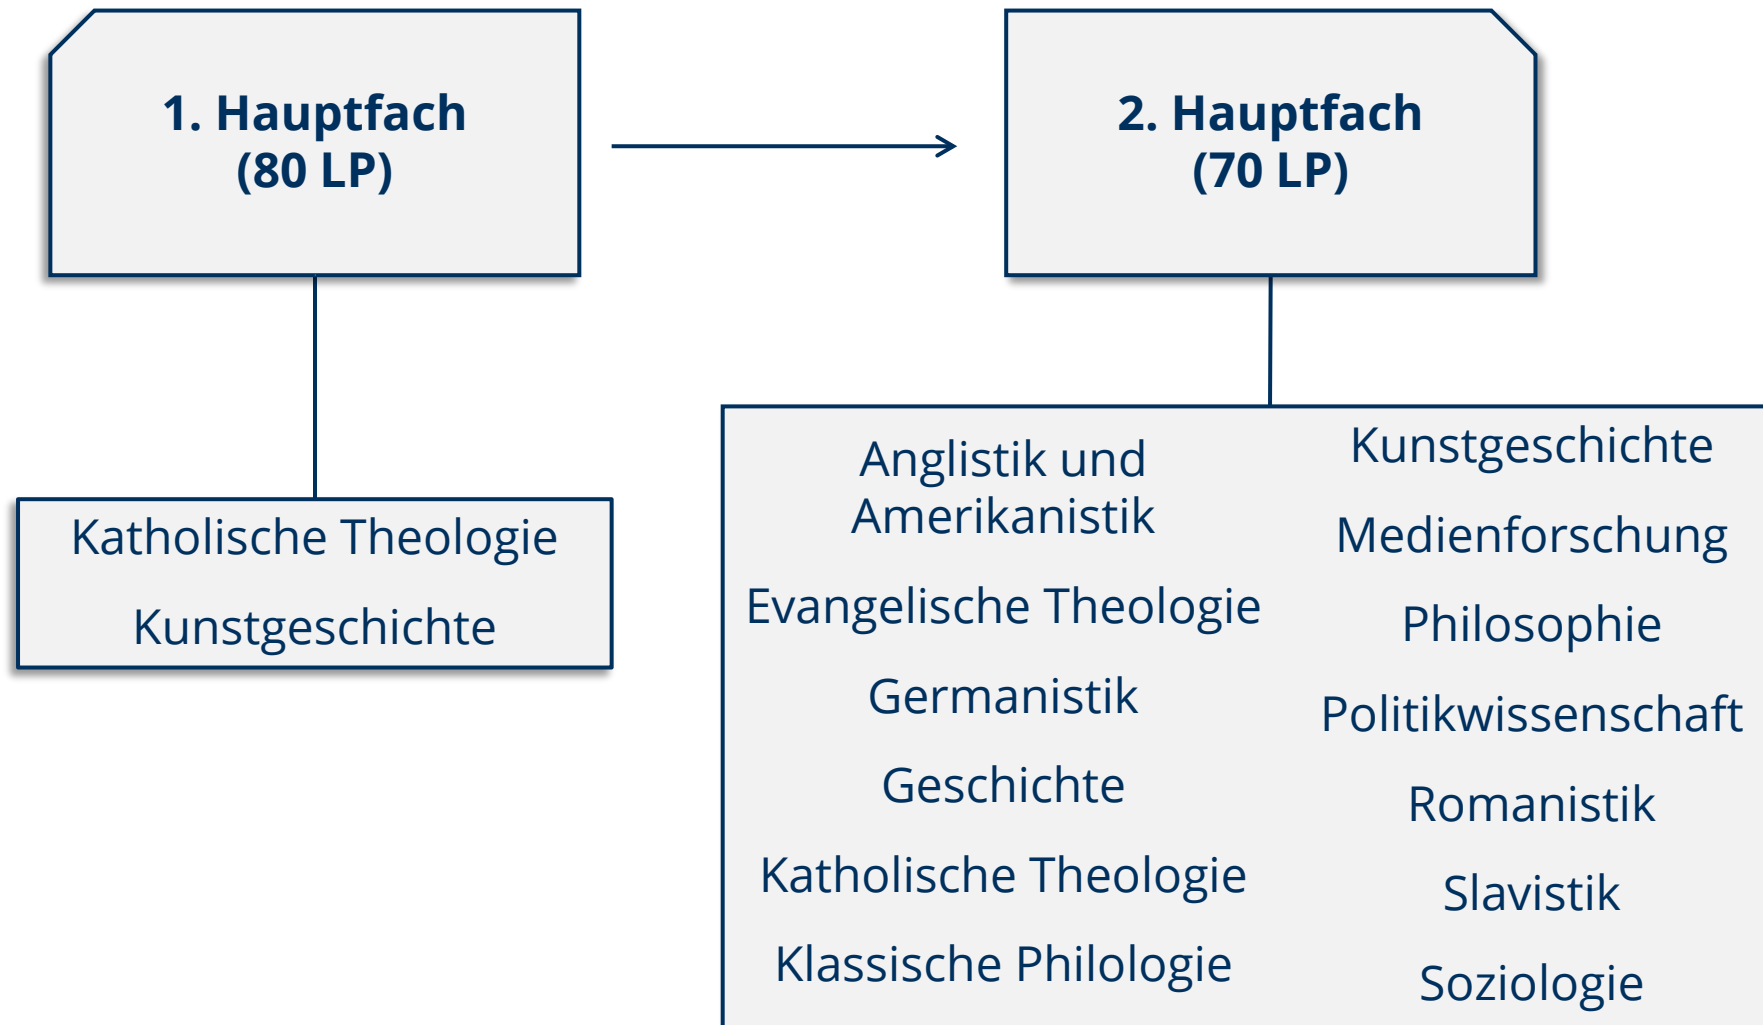 1. Hauptfach
(80 LP)
2. Hauptfach
(70 LP)
Katholische Theologie
Kunstgeschichte
Anglistik und
Amerikanistik
Evangelische Theologie
Germanistik
Geschichte
Katholische Theologie
Klassische Philologie
Kunstgeschichte
Medienforschung
Philosophie
Politikwissenschaft
Romanistik
Slavistik
Soziologie